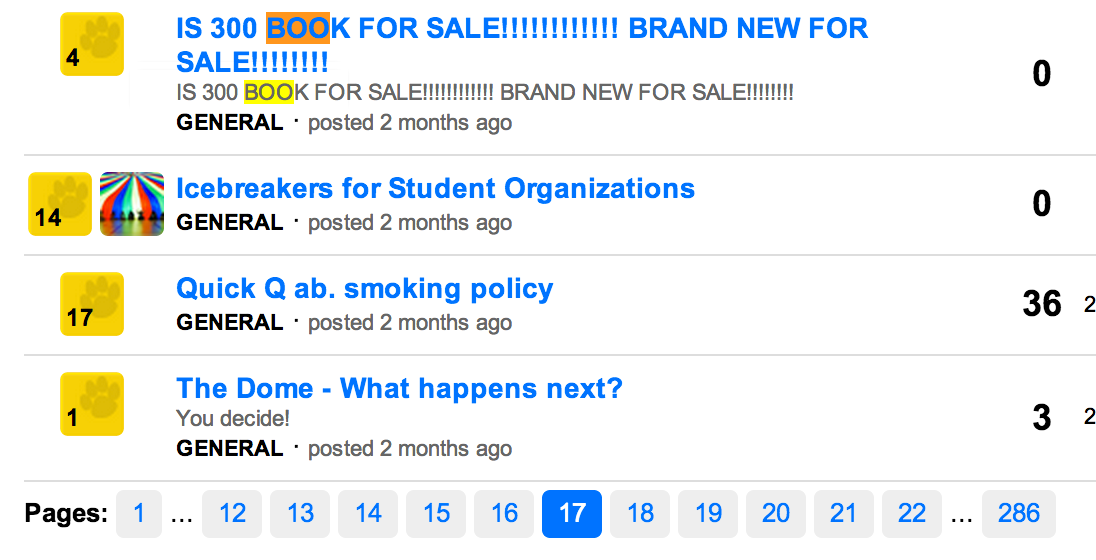 4
IS 300 BOOK FOR SALE!!!!!!!!!!!! BRAND NEW FOR
SALE!!!!!!!!
0
IS 300 BOOK FOR SALE!!!!!!!!!!!! BRAND NEW FOR SALE!!!!!!!!
GENERAL · posted 2 months ago
14
Icebreakers for Student Organizations
0
GENERAL · posted 2 months ago
17
Quick Q ab. smoking policy
36 2
GENERAL · posted 2 months ago
1
The Dome - What happens next?
You decide!
3 2
GENERAL · posted 2 months ago
Pages: 1 ... 12 13 14 15 16 17 18 19 20 21 22 ... 286